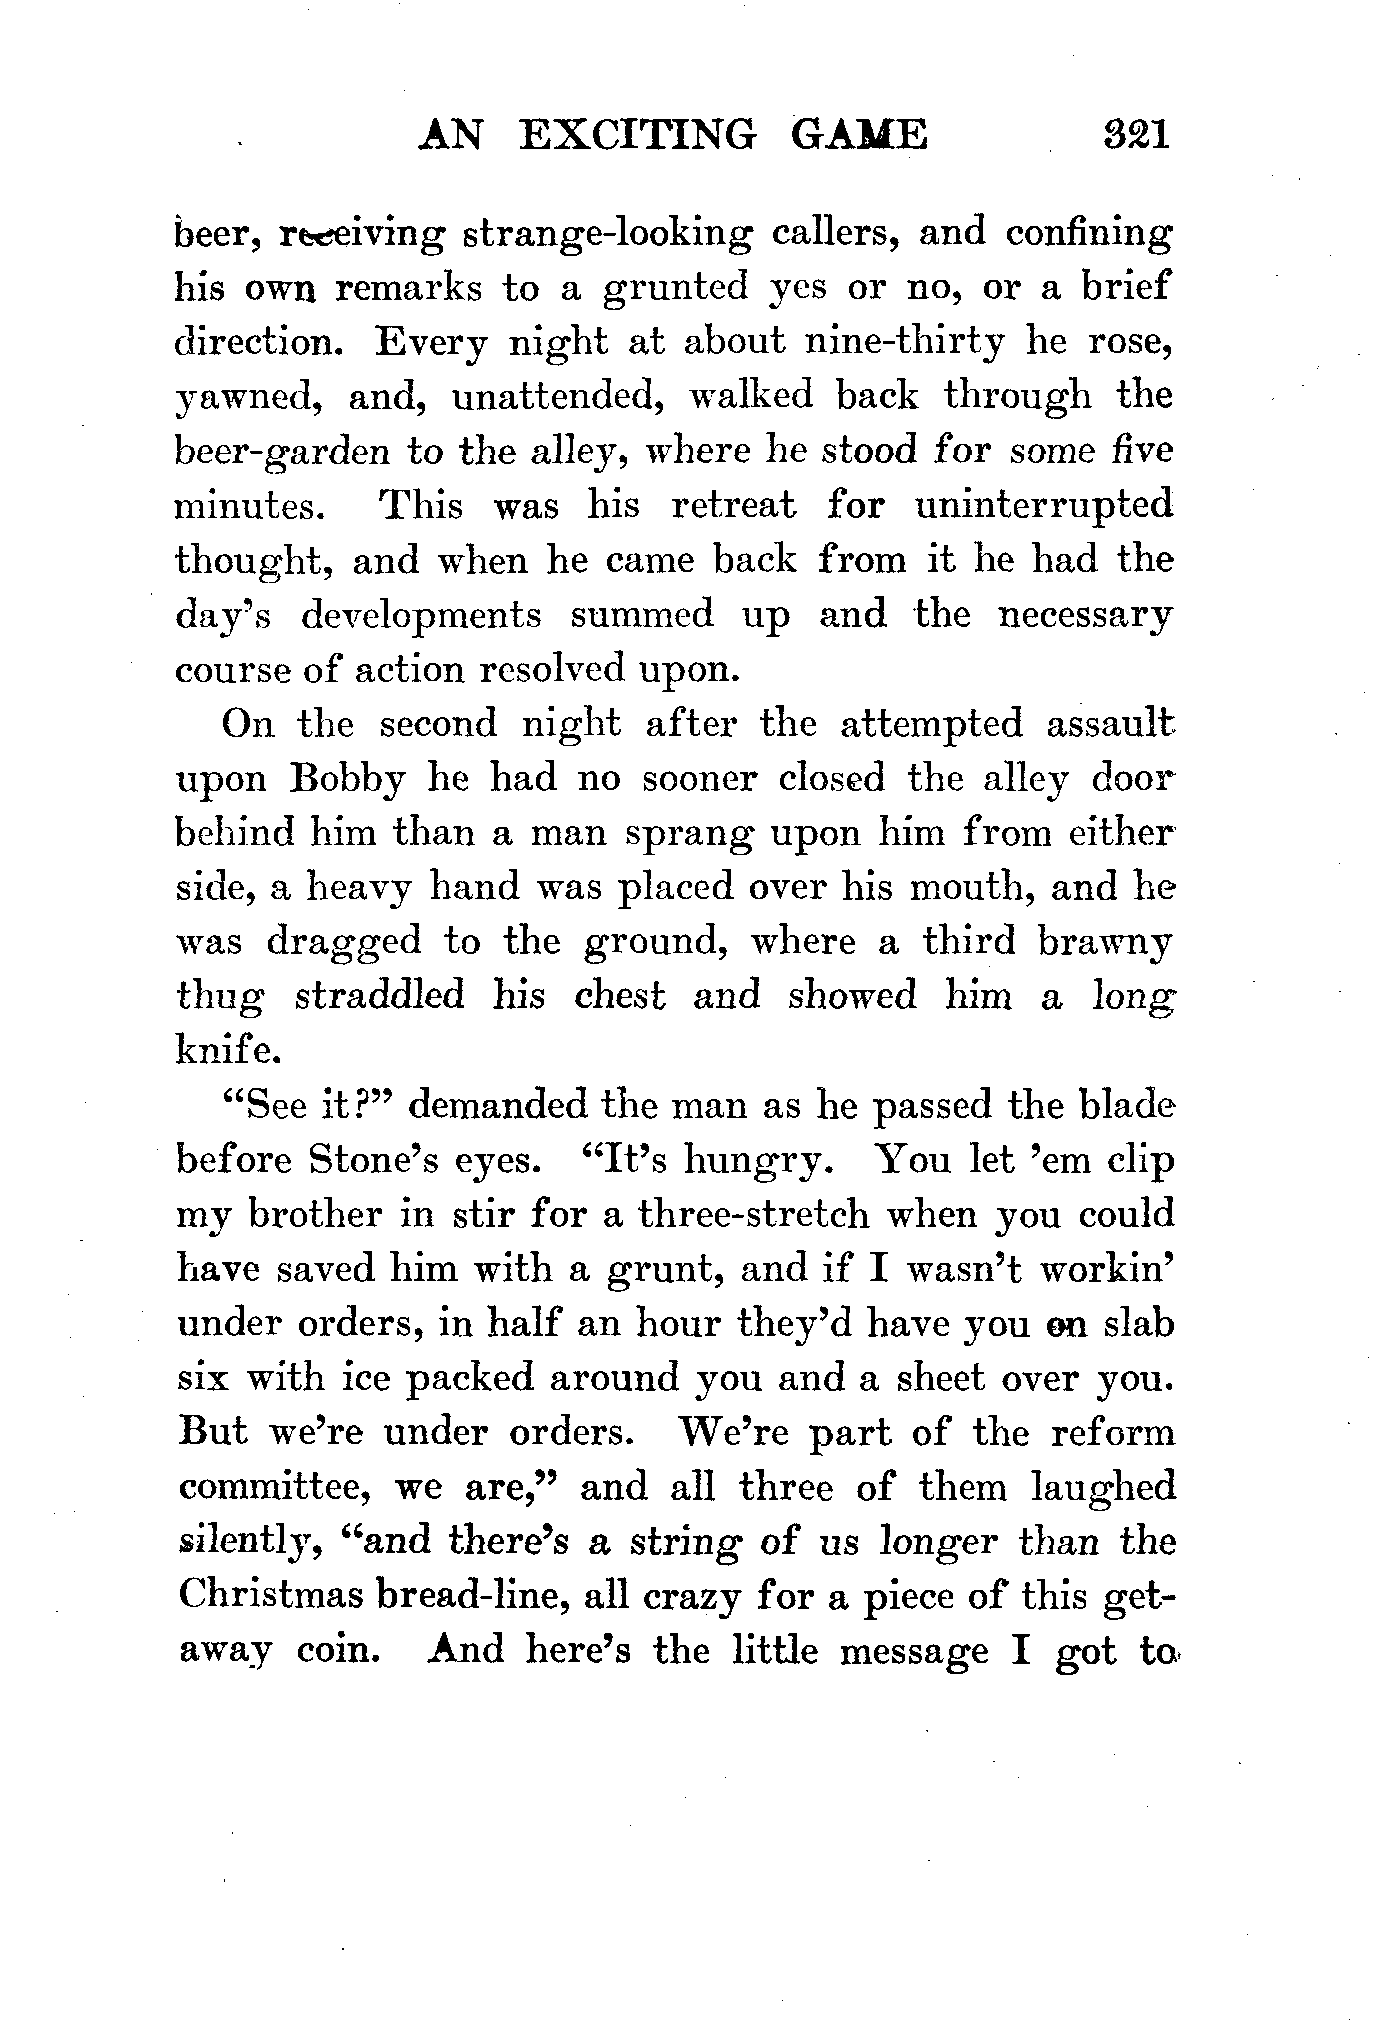 AN EXCITING GAME 321
beer, receiving strange-looking callers, and confining
his own remarks to a grunted yes or no, or a brief
direction. Every night at about nine-thirty he rose,
yawned, and, unattended, walked back through the
beer-garden to the alley, where he stood for some five
minutes. This was his retreat for uninterrupted
thought, and when he came back from it he had the
day's developments summed up and the necessary
course of action resolved upon.
On the second night after the attempted assault
upon Bobby he had no sooner closed the alley door
behind him than a man sprang upon him from either
side, a heavy hand was placed over his mouth, and he
was dragged to the ground, where a third brawny
thug straddled his chest and showed him a long
knife.
“See it?” demanded the man as he passed the blade
before Stone's eyes. “It's hungry. You let 'em clip
my brother in stir for a three-stretch when you could
have saved him with a grunt, and if I wasn't workin'
under orders, in half an hour they'd have you on slab
six with ice packed around you and a sheet over you.
But we're under orders. We're part of the reform
committee, we are,” and all three of them laughed
silently, “and there's a string of us longer than the
Christmas bread-line, all crazy for a piece of this get-
away coin. And here's the little message I got to